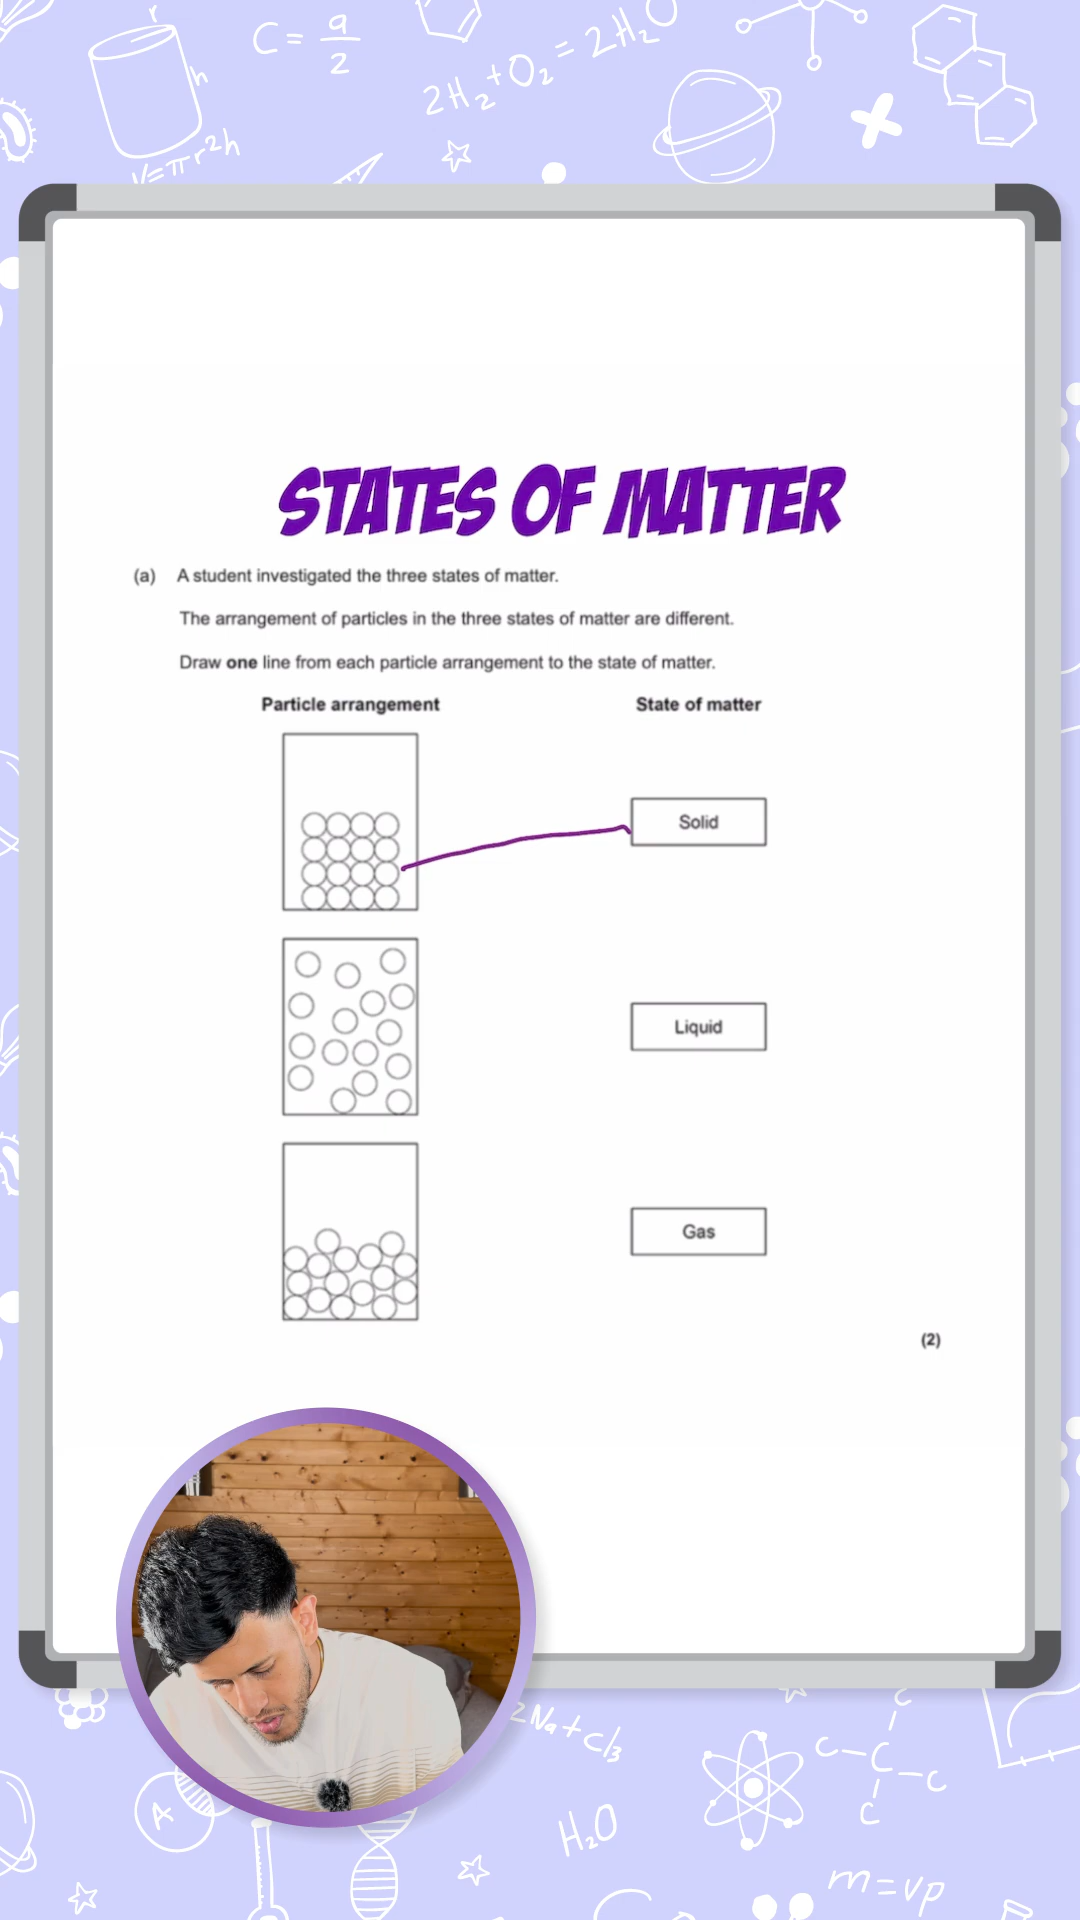 r
h
V=πr²h
C= 9/2
2H₂+O₂=2H₂O
STATES OF MATTER
(a) A student investigated the three states of matter.
The arrangement of particles in the three states of matter are different.
Draw one line from each particle arrangement to the state of matter.
Particle arrangement State of matter
Solid
Liquid
Gas
(2)
2Na+Cl₃
C
C-C-C
C
A
H₂O
m=vp